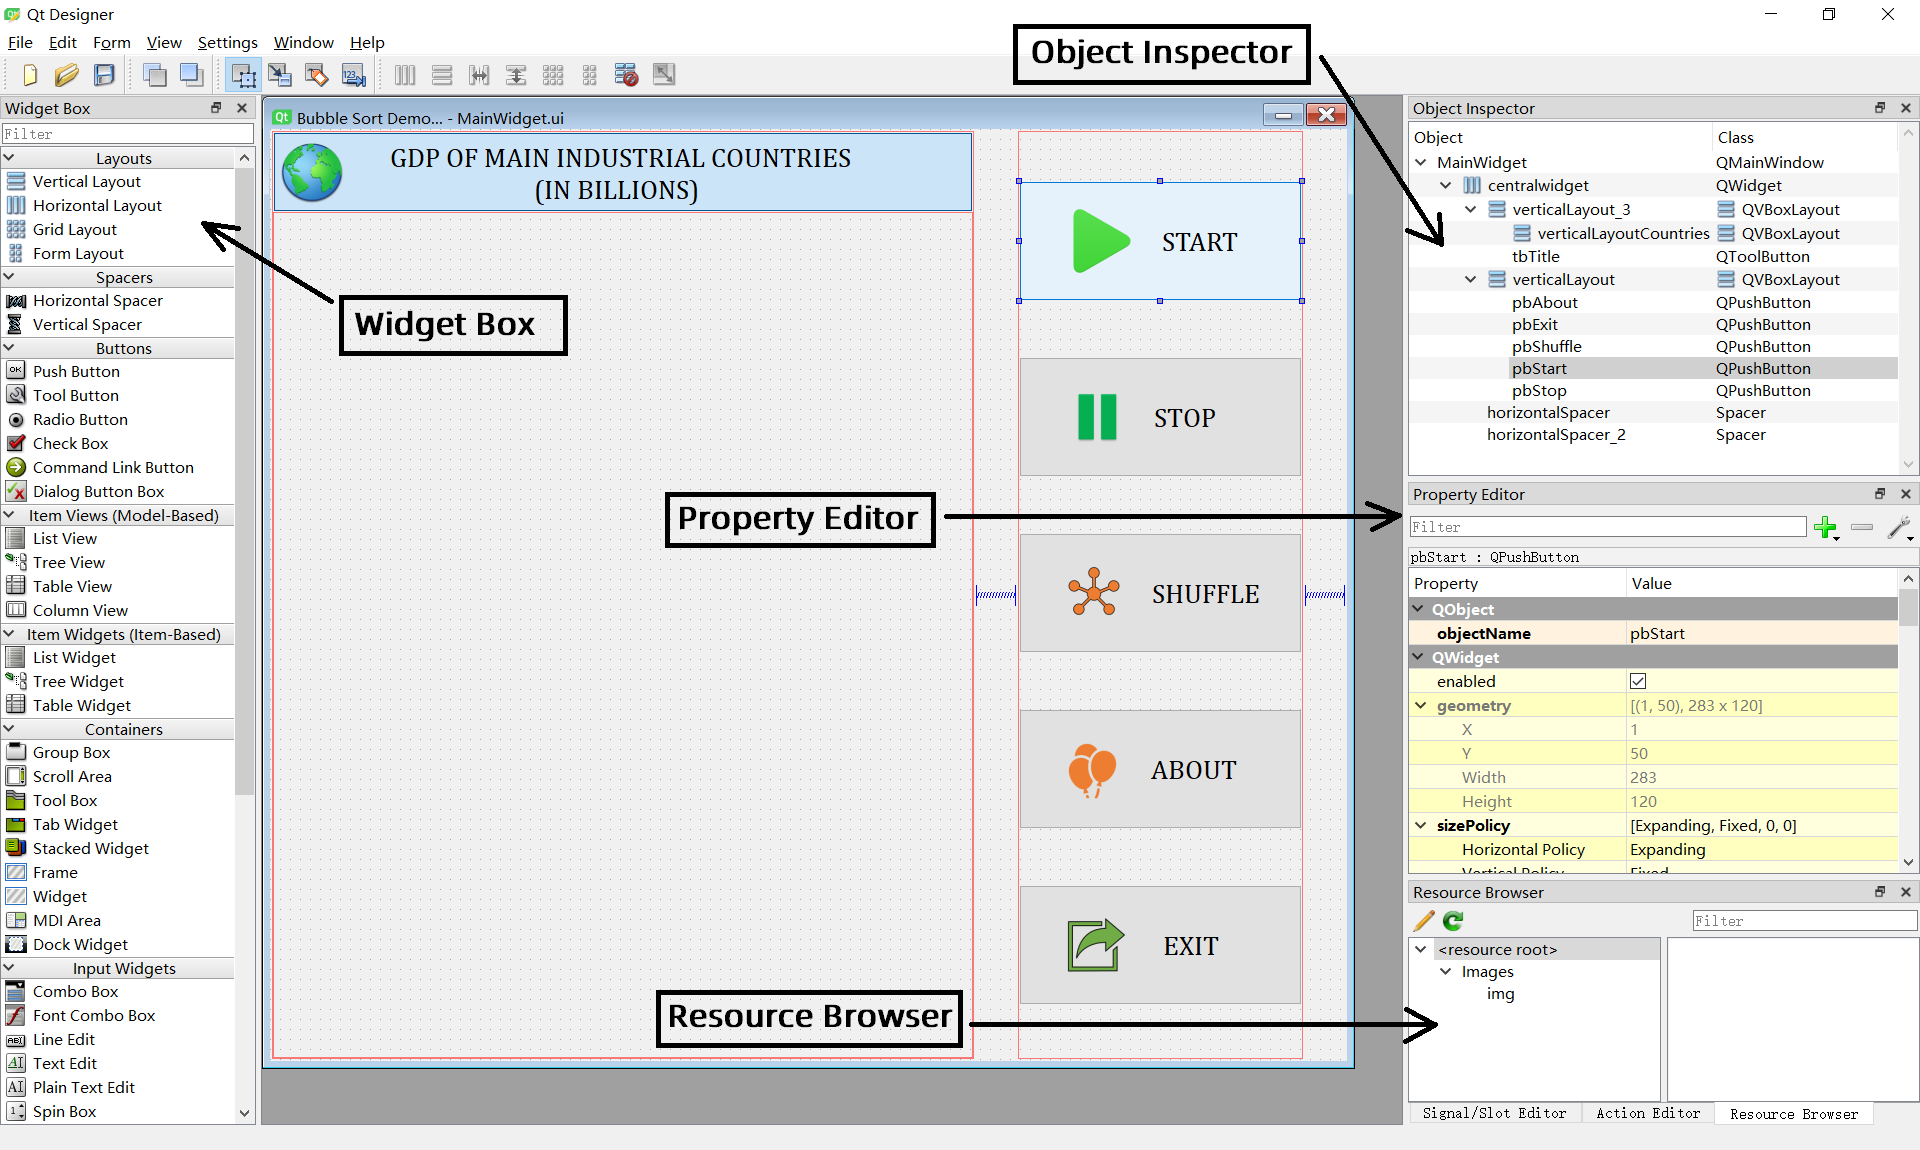 Qt Designer
File Edit Form View Settings Window Help
Widget Box
Filter
Layouts
Vertical Layout
Horizontal Layout
Grid Layout
Form Layout
Spacers
Horizontal Spacer
Vertical Spacer
Buttons
Push Button
Tool Button
Radio Button
Check Box
Command Link Button
Dialog Button Box
Item Views (Model-Based)
List View
Tree View
Table View
Column View
Item Widgets (Item-Based)
List Widget
Tree Widget
Table Widget
Containers
Group Box
Scroll Area
Tool Box
Tab Widget
Stacked Widget
Frame
Widget
MDI Area
Dock Widget
Input Widgets
Combo Box
Font Combo Box
Line Edit
Text Edit
Plain Text Edit
Spin Box
Bubble Sort Demo... - MainWidget.ui
GDP OF MAIN INDUSTRIAL COUNTRIES
(IN BILLIONS)
START
STOP
SHUFFLE
ABOUT
EXIT
Widget Box
Object Inspector
Property Editor
Resource Browser
Object Inspector
Object Class
MainWidget QMainWindow
centralwidget QWidget
verticalLayout_3 QVBoxLayout
verticalLayoutCountries QVBoxLayout
tbTitle QToolButton
verticalLayout QVBoxLayout
pbAbout QPushButton
pbExit QPushButton
pbShuffle QPushButton
pbStart QPushButton
pbStop QPushButton
horizontalSpacer Spacer
horizontalSpacer_2 Spacer
Property Editor
Filter
pbStart : QPushButton
Property Value
QObject
objectName pbStart
QWidget
enabled
geometry [(1, 50), 283 x 120]
X 1
Y 50
Width 283
Height 120
sizePolicy [Expanding, Fixed, 0, 0]
Horizontal Policy Expanding
Vertical Policy Fixed
Resource Browser
Filter
<resource root>
Images
img
Signal/Slot Editor Action Editor Resource Browser